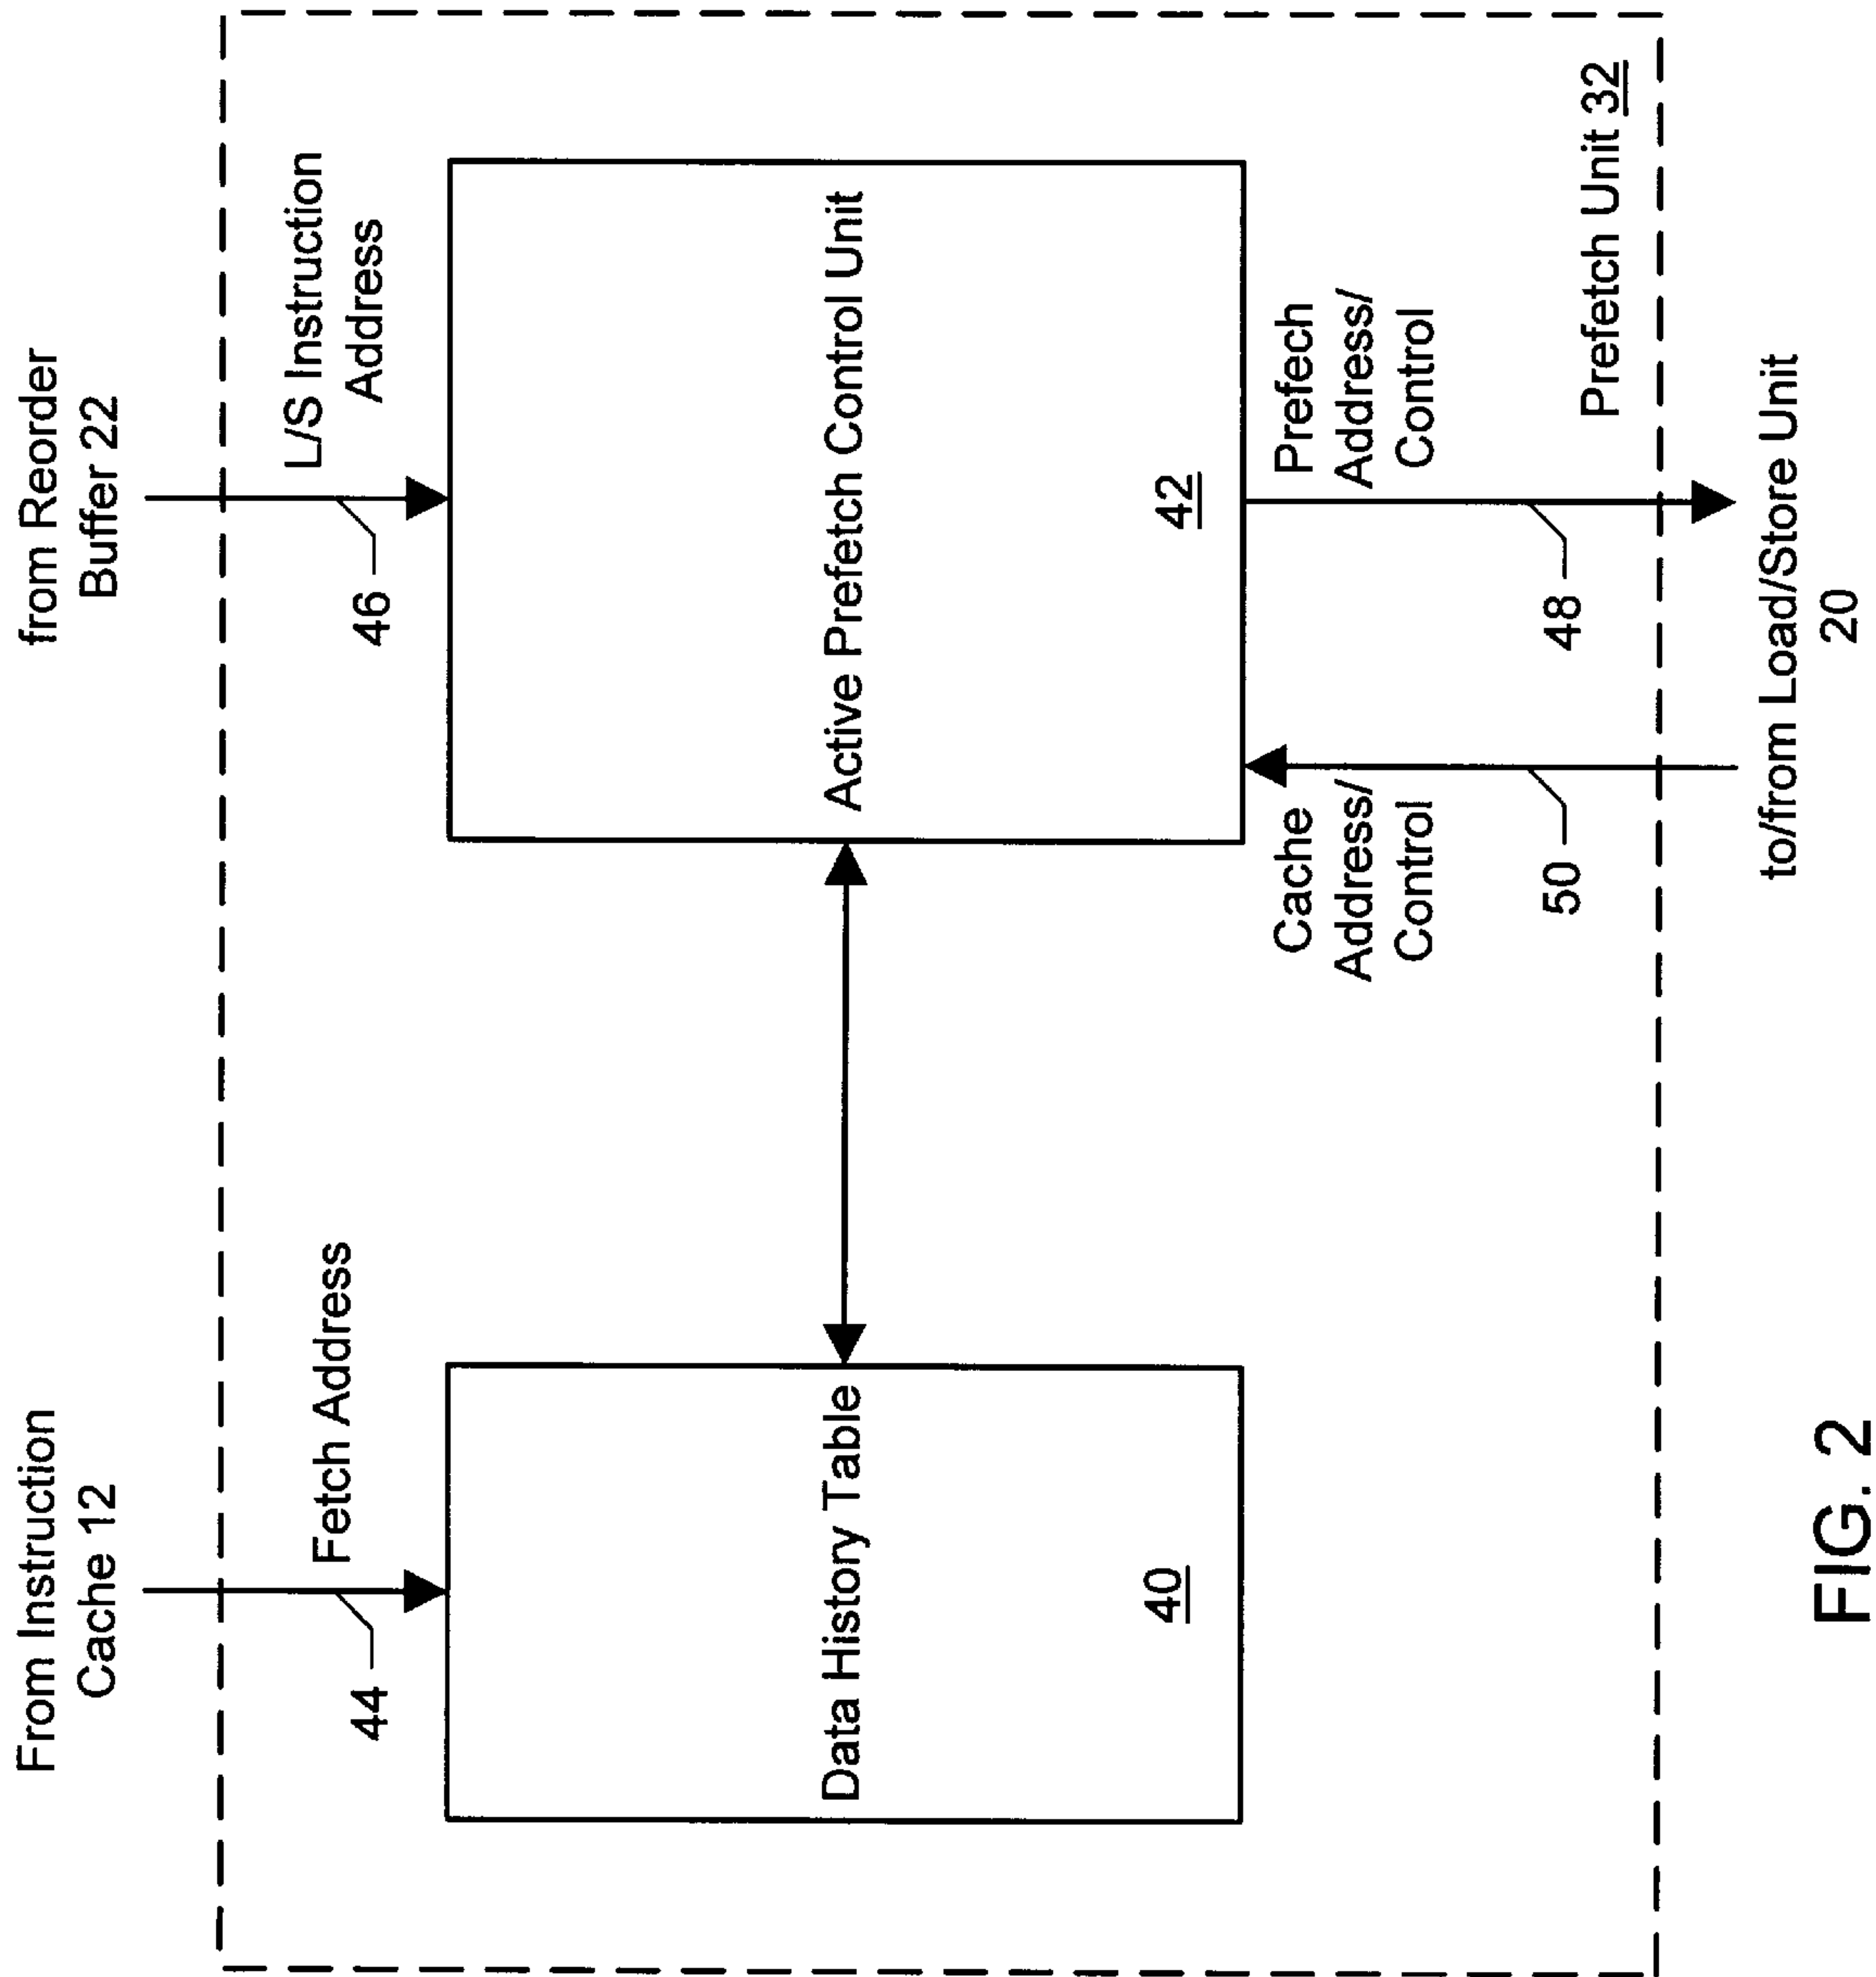 From Instruction
Cache 12
from Reorder
Buffer 22
44
Fetch Address
46
L/S Instruction
Address
Data History Table
40
Active Prefetch Control Unit
42
Cache
Address/
Control
Prefech
Address/
Control
50
48
Prefetch Unit 32
to/from Load/Store Unit
20
FIG. 2